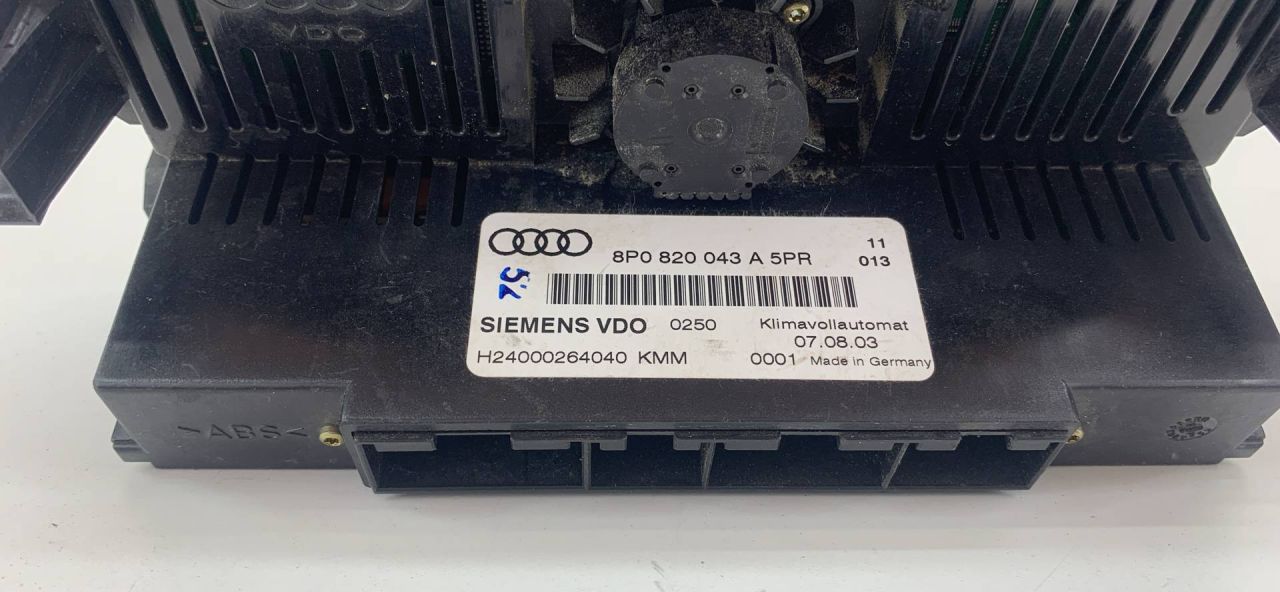 VDO
8P0 820 043 A 5PR
11
013
SIEMENS VDO 0250 Klimavollautomat
07.08.03
H24000264040 KMM 0001 Made in Germany
>ABS<